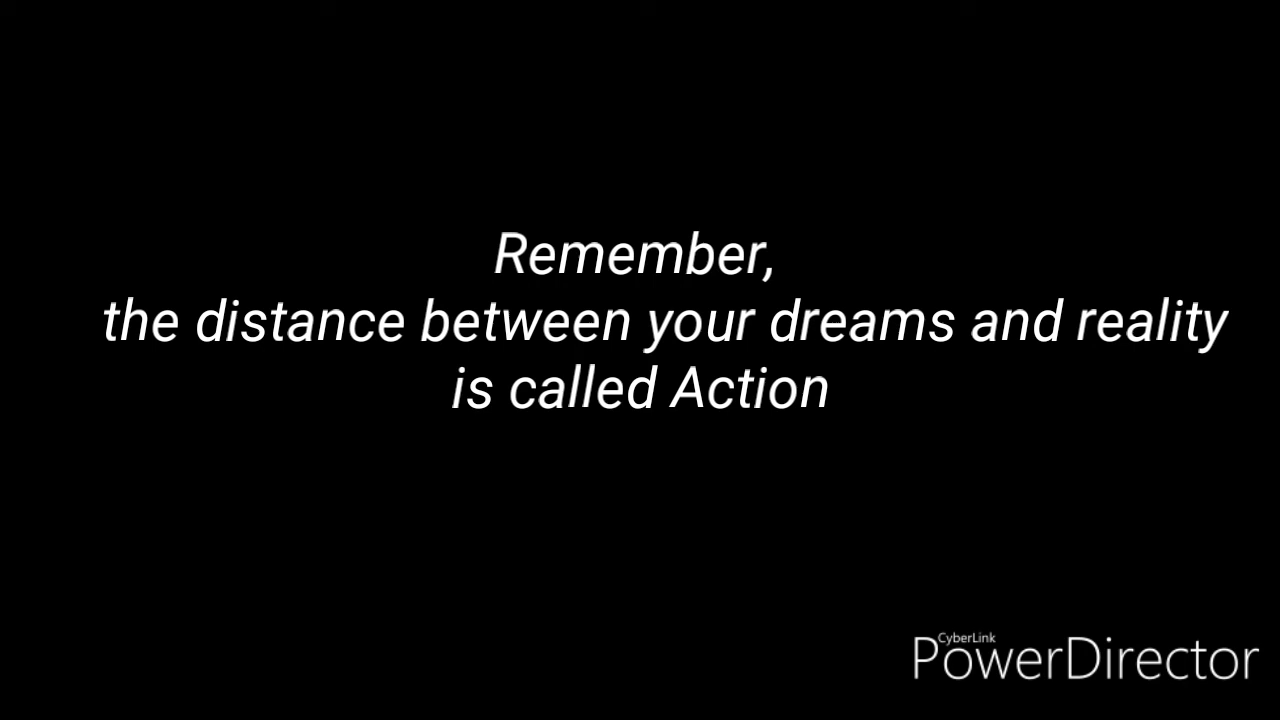 Remember,
the distance between your dreams and reality
is called Action
CyberLink
PowerDirector